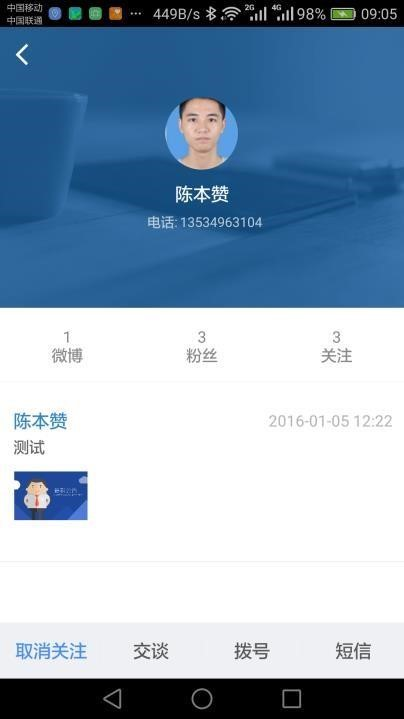 中国移动
中国联通
449B/s 2G 4G 98% 09:05
陈本赞
电话: 13534963104
1 3 3
微博 粉丝 关注
陈本赞 2016-01-05 12:22
测试
取消关注 交谈 拨号 短信